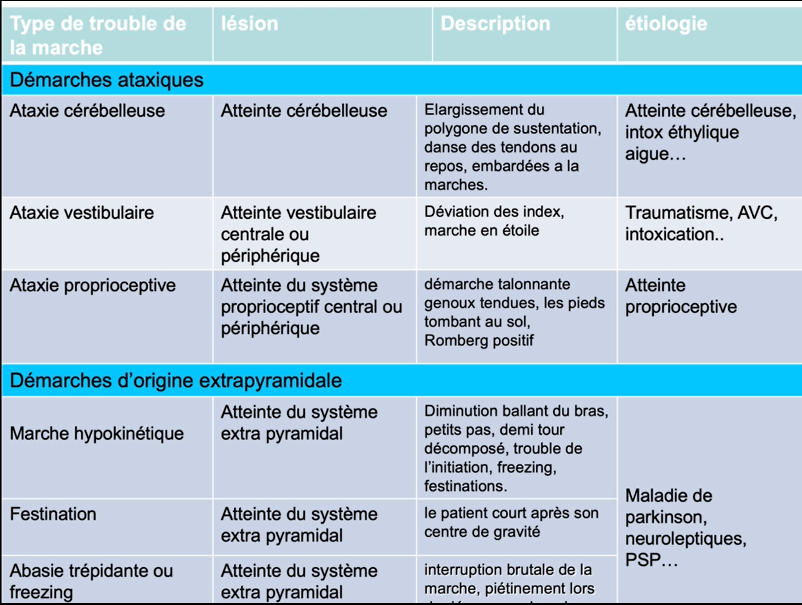 Type de trouble de
la marche
lésion
Description
étiologie
Démarches ataxiques
Ataxie cérébelleuse
Atteinte cérébelleuse
Elargissement du
polygone de sustentation,
danse des tendons au
repos, embardées a la
marches.
Atteinte cérébelleuse,
intox éthylique
aigue…
Ataxie vestibulaire
Atteinte vestibulaire
centrale ou
périphérique
Déviation des index,
marche en étoile
Traumatisme, AVC,
intoxication..
Ataxie proprioceptive
Atteinte du système
proprioceptif central ou
périphérique
démarche talonnante
genoux tendues, les pieds
tombant au sol,
Romberg positif
Atteinte
proprioceptive
Démarches d’origine extrapyramidale
Marche hypokinétique
Atteinte du système
extra pyramidal
Diminution ballant du bras,
petits pas, demi tour
décomposé, trouble de
l’initiation, freezing,
festinations.
Maladie de
parkinson,
neuroleptiques,
PSP…
Festination
Atteinte du système
extra pyramidal
le patient court après son
centre de gravité
Abasie trépidante ou
freezing
Atteinte du système
extra pyramidal
interruption brutale de la
marche, piétinement lors